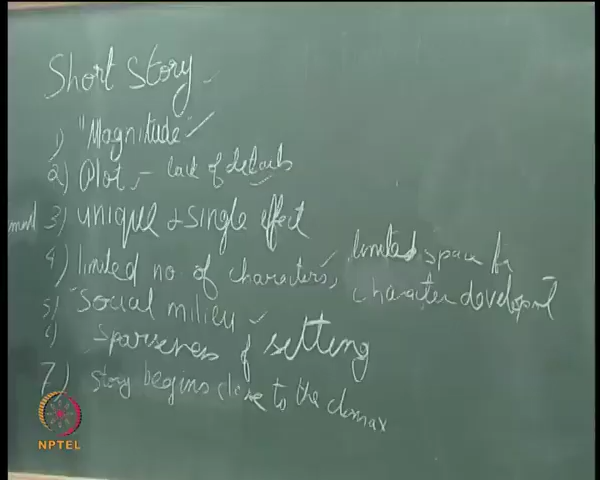 Short Story
1) "Magnitude"
2) Plot, - lack of details
3) unique & single effect
4) limited no of characters, limited space for character developmt
5) Social milieu
6) Sparseness of setting
7) Story begins close to the climax
NPTEL